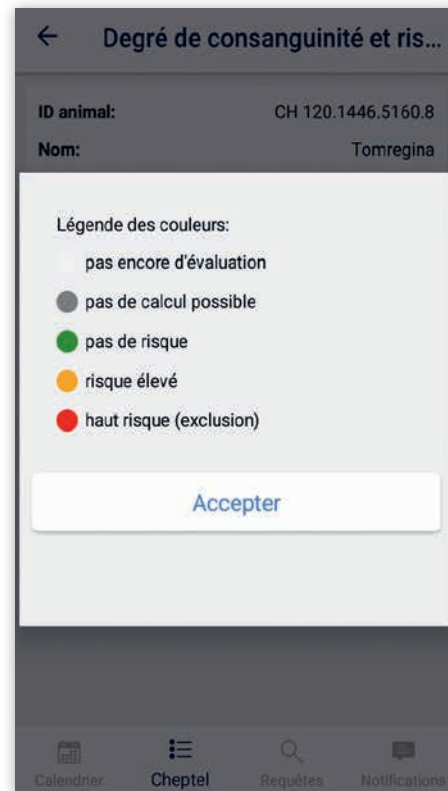 Degré de consanguinité et ris...
ID animal: CH 120.1446.5160.8
Nom: Tomregina
Légende des couleurs:
pas encore d'évaluation
pas de calcul possible
pas de risque
risque élevé
haut risque (exclusion)
Accepter
Calendrier Cheptel Requêtes Notifications